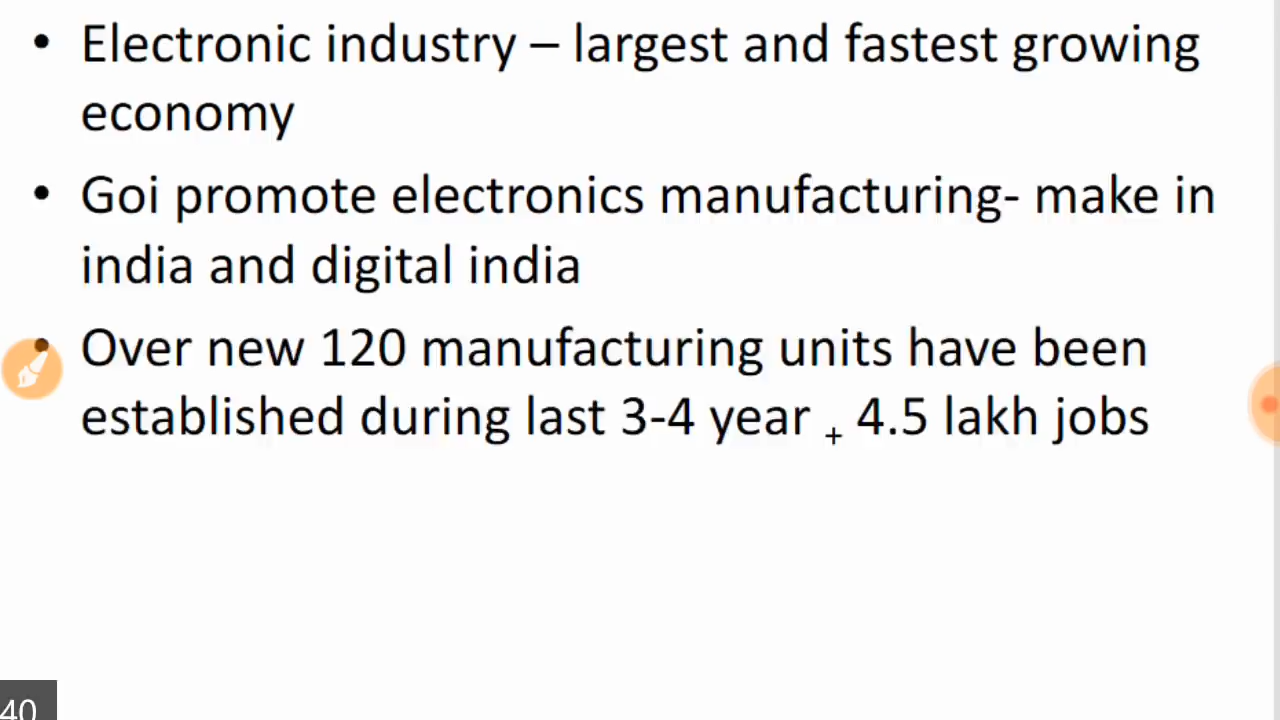 • Electronic industry – largest and fastest growing
economy
• Goi promote electronics manufacturing- make in
india and digital india
• Over new 120 manufacturing units have been
established during last 3-4 year + 4.5 lakh jobs
40